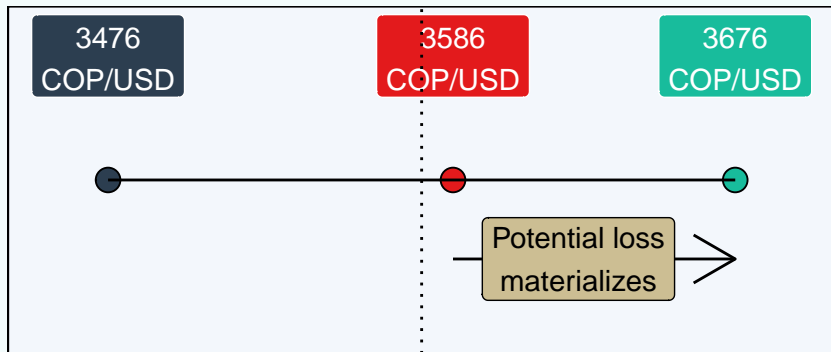 3476
COP/USD
3586
COP/USD
3676
COP/USD
Potential loss
materializes